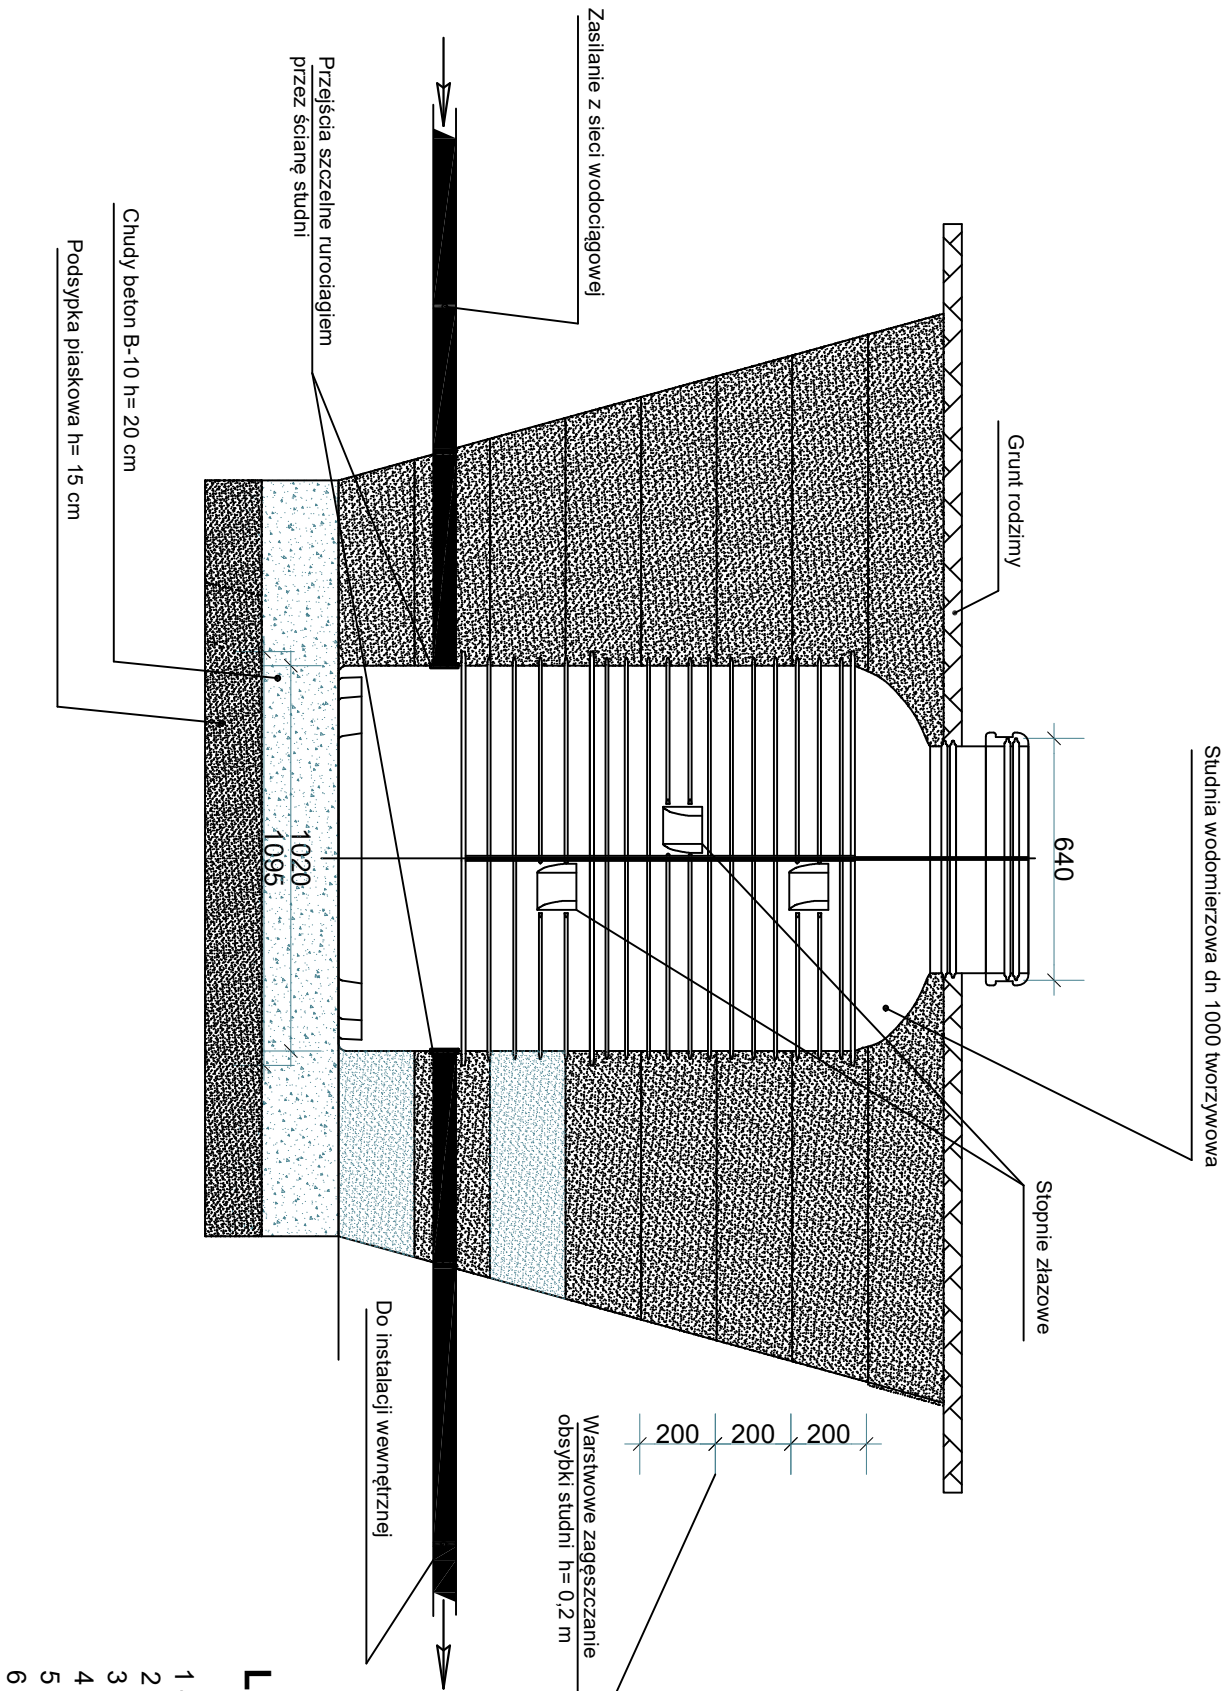 Studnia wodomierzowa dn 1000 tworzywowa
640
Stopnie złazowe
Grunt rodzimy
Zasilanie z sieci wodociągowej
200
200
200
Warstwowe zagęszczanie
obsybki studni h= 0,2 m
Przejścia szczelne rurociagiem
przez ścianę studni
Do instalacji wewnętrznej
1020
1095
Chudy beton B-10 h= 20 cm
Podsypka piaskowa h= 15 cm
L
1
2
3
4
5
6